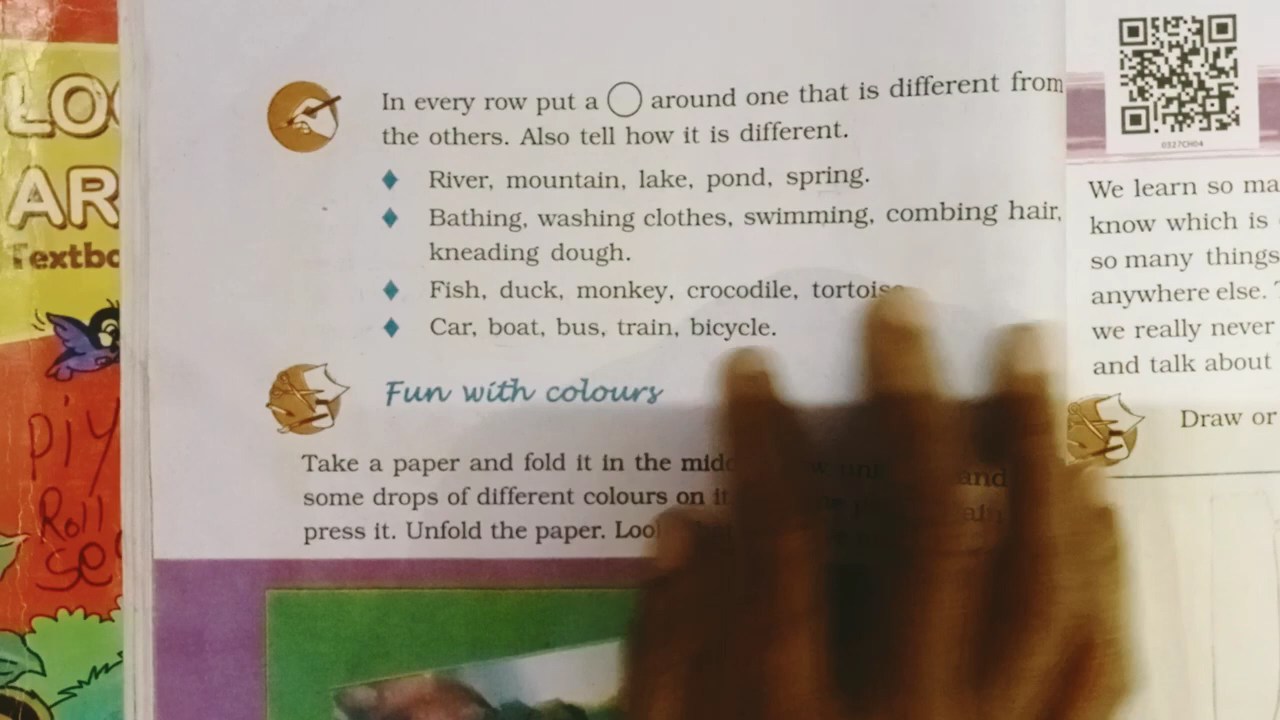 LO
AR
Textbo
piy
Roll
Se
In every row put a around one that is different from
the others. Also tell how it is different.
River, mountain, lake, pond, spring.
Bathing, washing clothes, swimming, combing hair,
kneading dough.
Fish, duck, monkey, crocodile, tortoise
Car, boat, bus, train, bicycle.
Fun with colours
Take a paper and fold it in the and
some drops of different colours on it
press it. Unfold the paper.
0327CH04
We learn so ma
know which is
so many things
anywhere else.
we really never
and talk about
Draw or